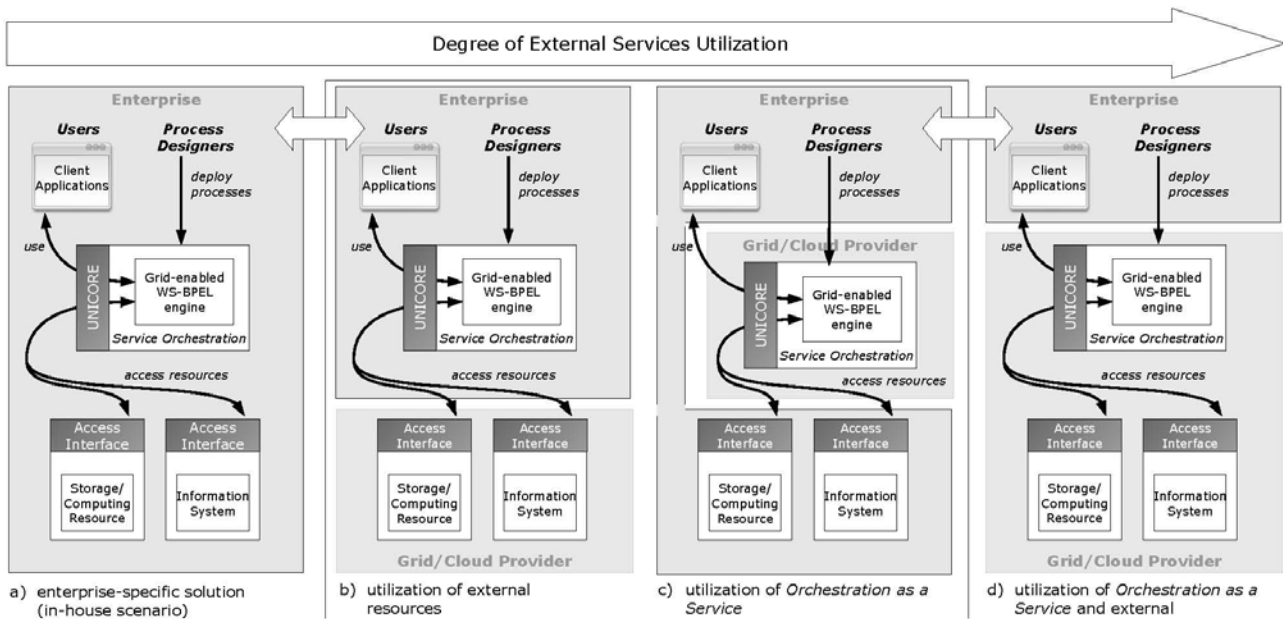 Degree of External Services Utilization
Enterprise
Users
Process
Designers
Client
Applications
deploy
processes
use
UNICORE
Grid-enabled
WS-BPEL
engine
Service Orchestration
access resources
Access
Interface
Storage/
Computing
Resource
Access
Interface
Information
System
a) enterprise-specific solution
(in-house scenario)
Enterprise
Users
Process
Designers
Client
Applications
deploy
processes
use
UNICORE
Grid-enabled
WS-BPEL
engine
Service Orchestration
access resources
Access
Interface
Storage/
Computing
Resource
Access
Interface
Information
System
Grid/Cloud Provider
b) utilization of external
resources
Enterprise
Users
Process
Designers
Client
Applications
deploy
processes
use
Grid/Cloud Provider
UNICORE
Grid-enabled
WS-BPEL
engine
Service Orchestration
access resources
Access
Interface
Storage/
Computing
Resource
Access
Interface
Information
System
c) utilization of Orchestration as a
Service
Enterprise
Users
Process
Designers
Client
Applications
deploy
processes
use
UNICORE
Grid-enabled
WS-BPEL
engine
Service Orchestration
access resources
Access
Interface
Storage/
Computing
Resource
Access
Interface
Information
System
Grid/Cloud Provider
d) utilization of Orchestration as a
Service and external